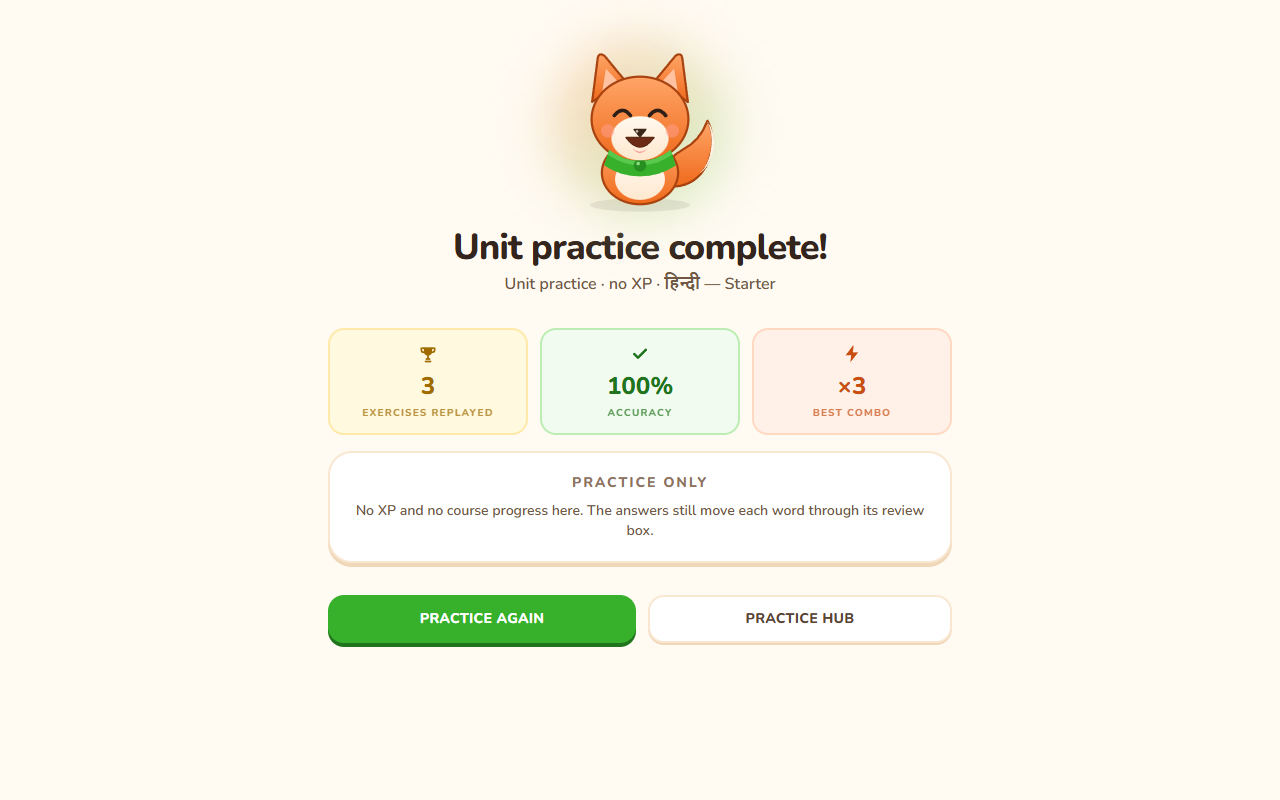 Unit practice complete!
Unit practice · no XP · हिन्दी — Starter
3
EXERCISES REPLAYED
100%
ACCURACY
×3
BEST COMBO
PRACTICE ONLY
No XP and no course progress here. The answers still move each word through its review
box.
PRACTICE AGAIN
PRACTICE HUB